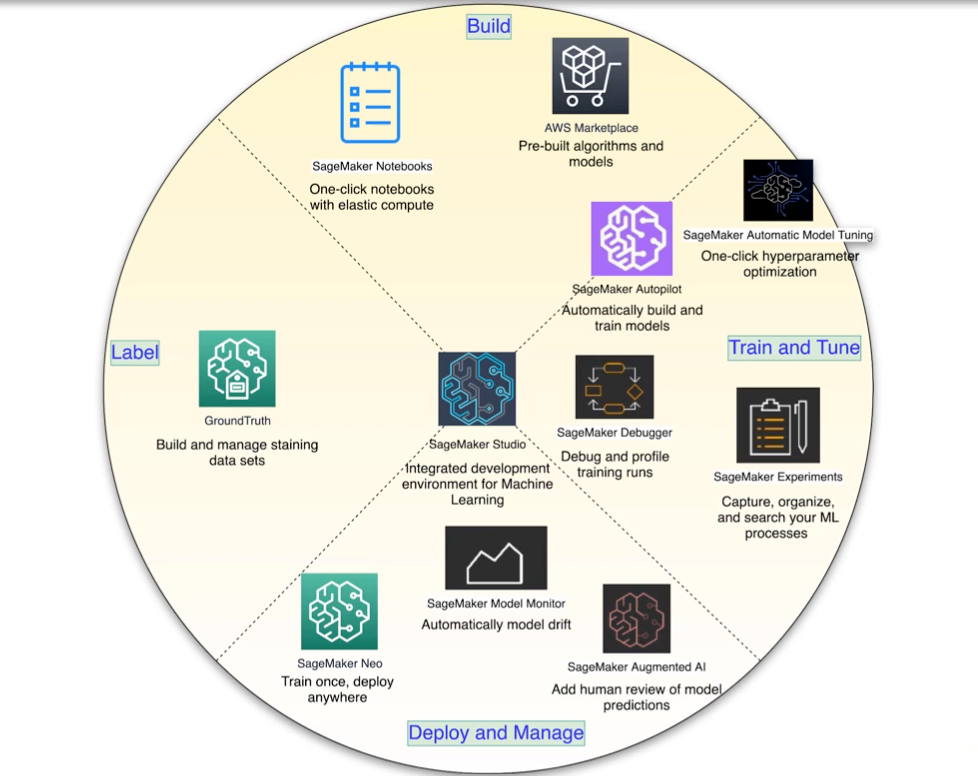 Build
SageMaker Notebooks
One-click notebooks
with elastic compute
AWS Marketplace
Pre-built algorithms and
models
SageMaker Automatic Model Tuning
One-click hyperparameter
optimization
SageMaker Autopilot
Automatically build and
train models
Label
GroundTruth
Build and manage staining
data sets
Train and Tune
SageMaker Studio
Integrated development
environment for Machine
Learning
SageMaker Debugger
Debug and profile
training runs
SageMaker Experiments
Capture, organize,
and search your ML
processes
SageMaker Neo
Train once, deploy
anywhere
SageMaker Model Monitor
Automatically model drift
SageMaker Augmented AI
Add human review of model
predictions
Deploy and Manage